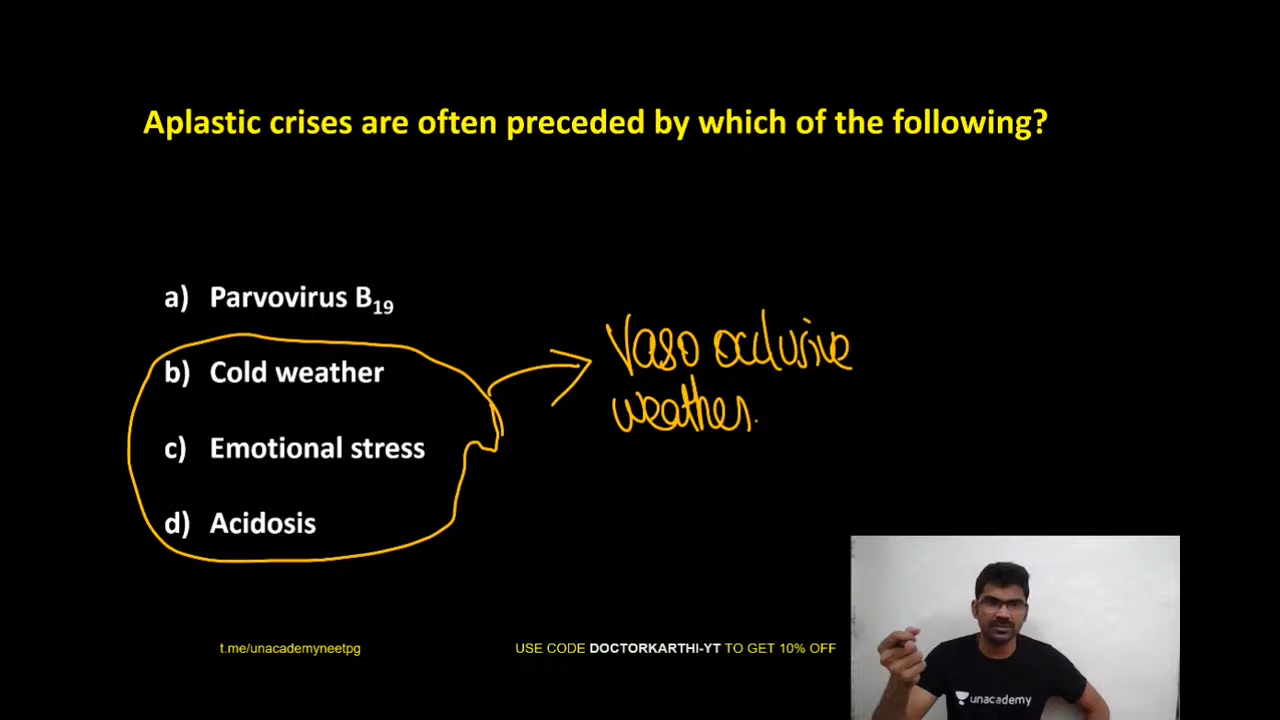 Aplastic crises are often preceded by which of the following?
a) Parvovirus B19
b) Cold weather
c) Emotional stress
d) Acidosis
Vaso occlusive
weather.
t.me/unacademyneetpg
USE CODE DOCTORKARTHI-YT TO GET 10% OFF
unacademy